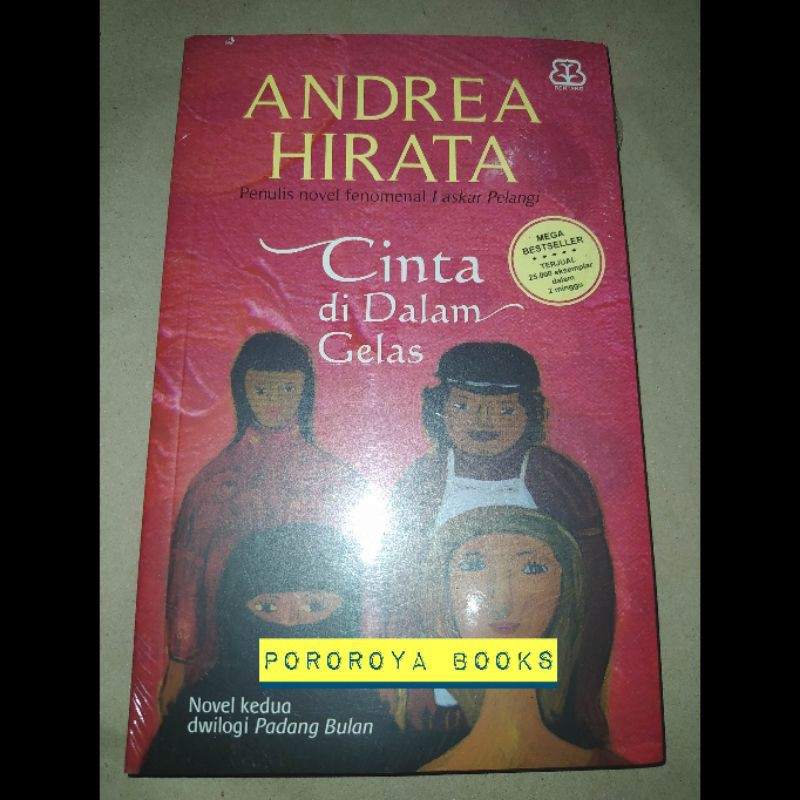 BENTANG
ANDREA
HIRATA
Penulis novel fenomenal Laskar Pelangi
Cinta
di Dalam
Gelas
MEGA
BESTSELLER
TERJUAL
25.000 eksemplar
dalam
2 minggu
POROROYA BOOKS
Novel kedua
dwilogi Padang Bulan